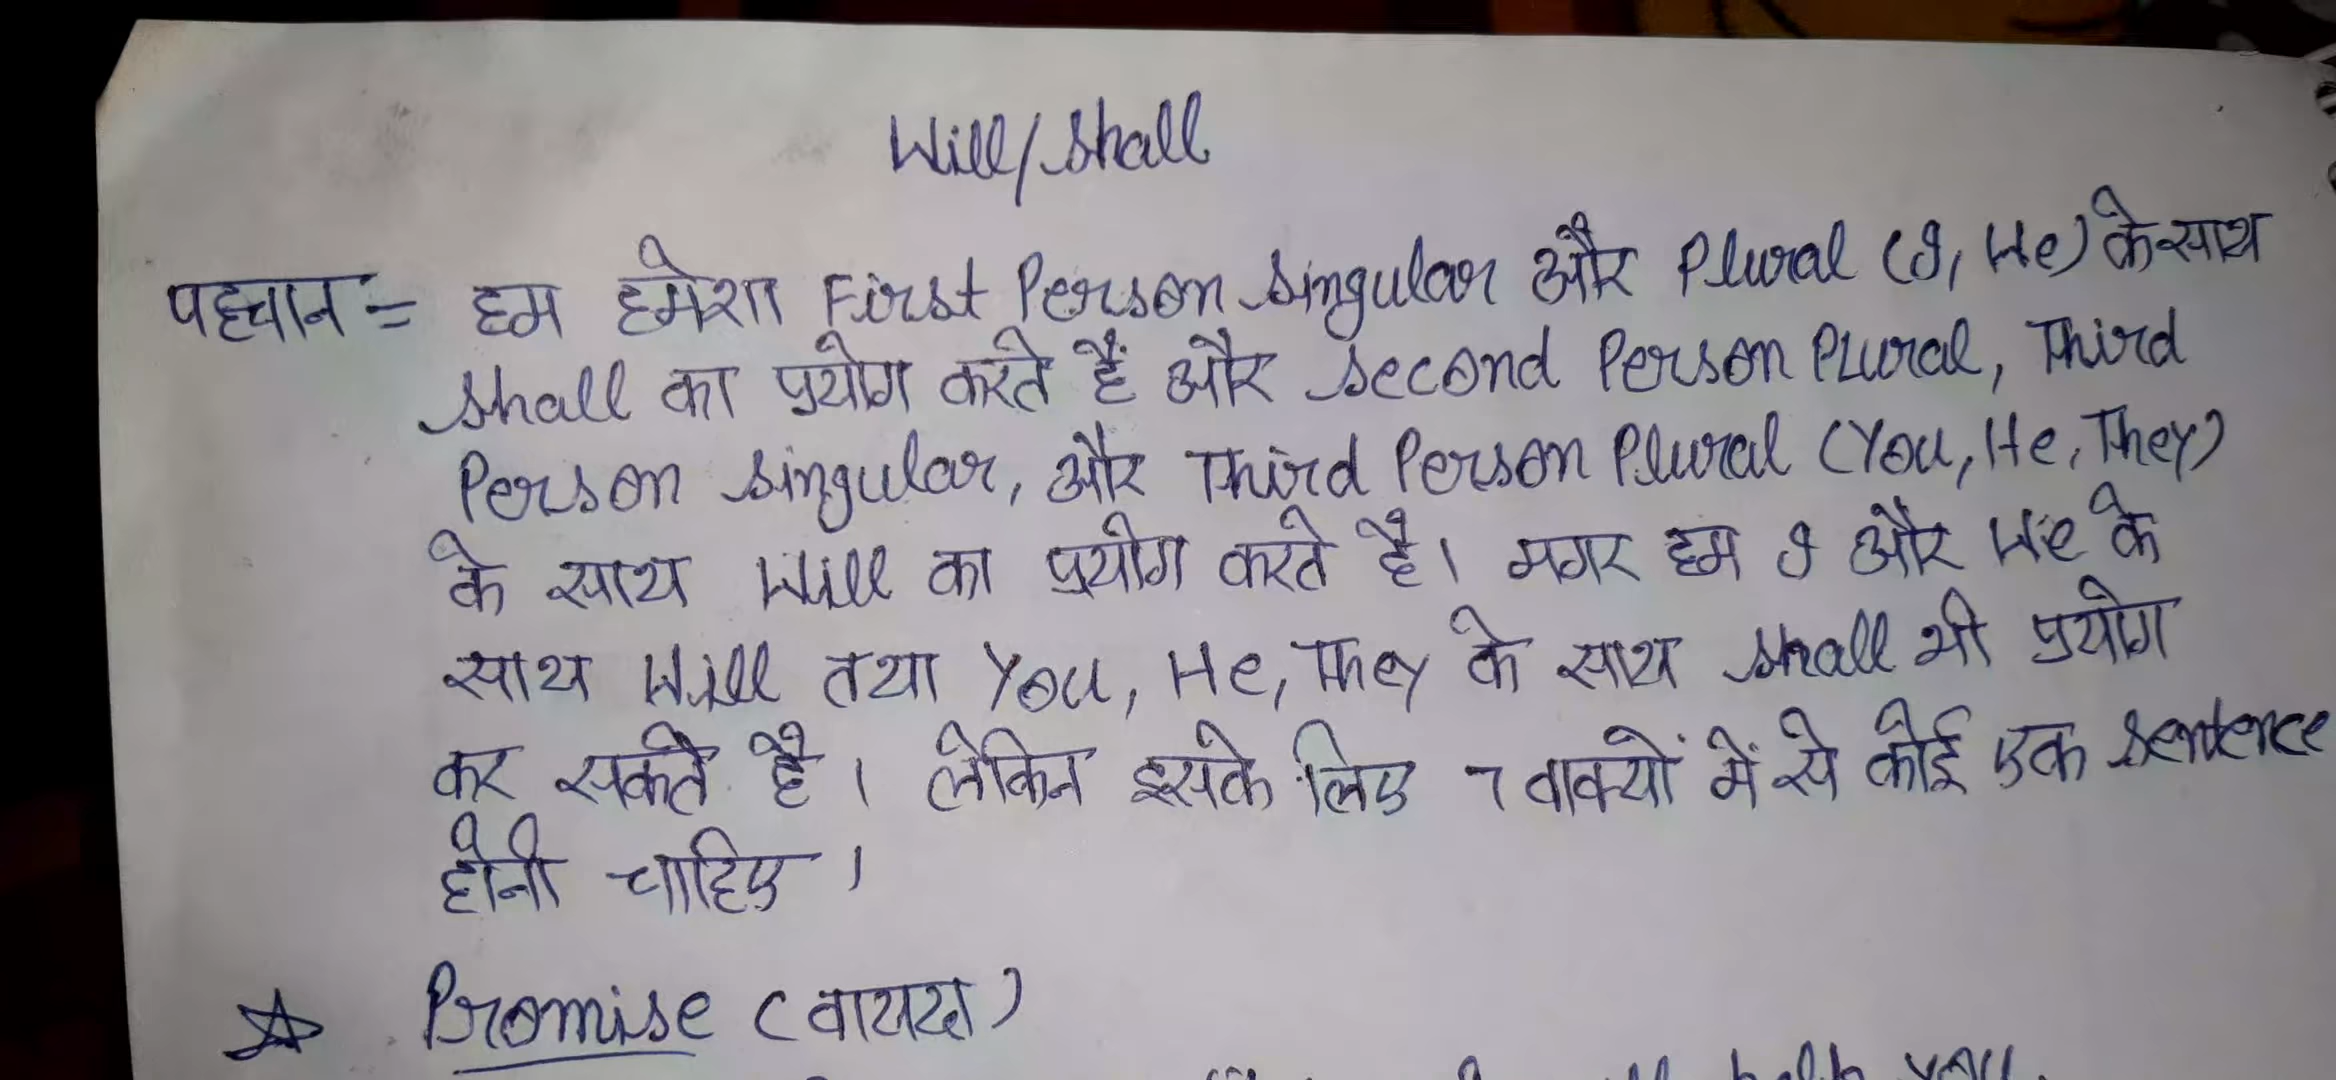 Will/Shall
पहचान = हम हमेशा First Person Singular और Plural (I, We) के साथ
Shall का प्रयोग करते हैं और Second Person Plural, Third
Person Singular, और Third Person Plural (You, He, They)
के साथ Will का प्रयोग करते है। मगर हम I और We के
साथ Will तथा You, He, They के साथ Shall भी प्रयोग
कर सकते है। लेकिन इसके लिए 7 वाक्यों में से कोई एक Sentence
होनी चाहिए।
☆ Promise (वायदा)
help you.